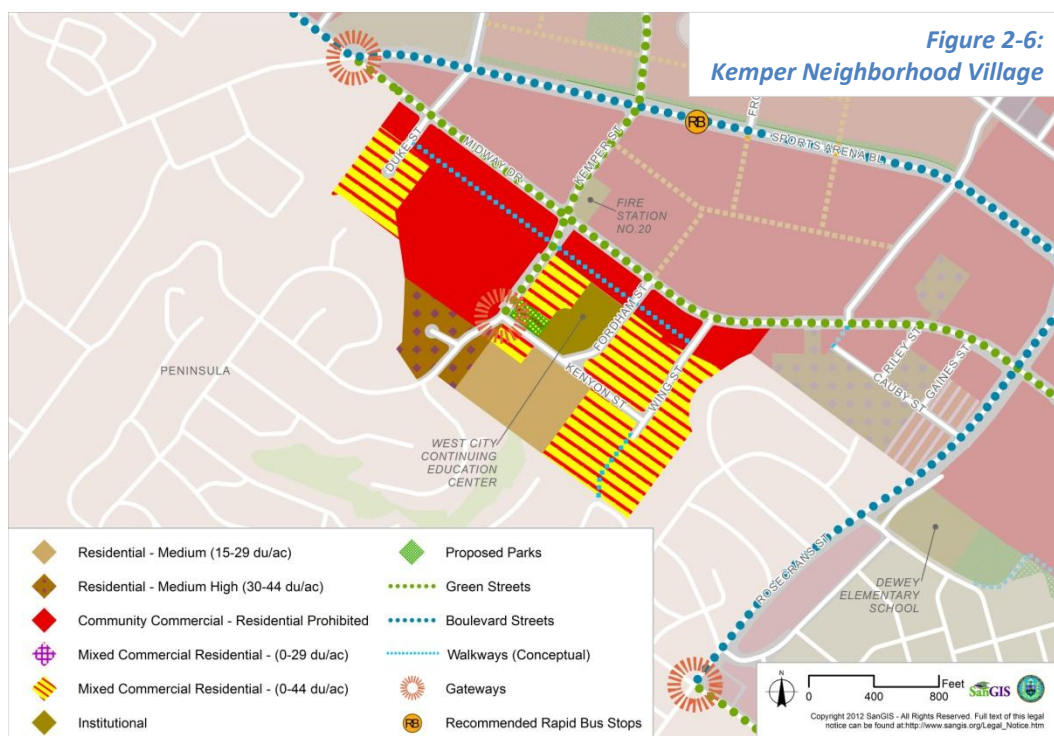 Figure 2-6:
Kemper Neighborhood Village
RB
SPORTS ARENA BL
FRO
DUKE ST
MIDWAY DR
KEMPER ST
FIRE
STATION
NO.20
PENINSULA
FORDHAM ST
KENYON ST
WING ST
RILEY ST
CAUBY ST
GAINES ST
WEST CITY
CONTINUING
EDUCATION
CENTER
ROSECRANS ST
DEWEY
ELEMENTARY
SCHOOL
Residential - Medium (15-29 du/ac)
Residential - Medium High (30-44 du/ac)
Community Commercial - Residential Prohibited
Mixed Commercial Residential - (0-29 du/ac)
Mixed Commercial Residential - (0-44 du/ac)
Institutional
Proposed Parks
Green Streets
Boulevard Streets
Walkways (Conceptual)
Gateways
RB Recommended Rapid Bus Stops
N
Feet
0 400 800
SanGIS
Copyright 2012 SanGIS - All Rights Reserved. Full text of this legal
notice can be found at:http://www.sangis.org/Legal_Notice.htm